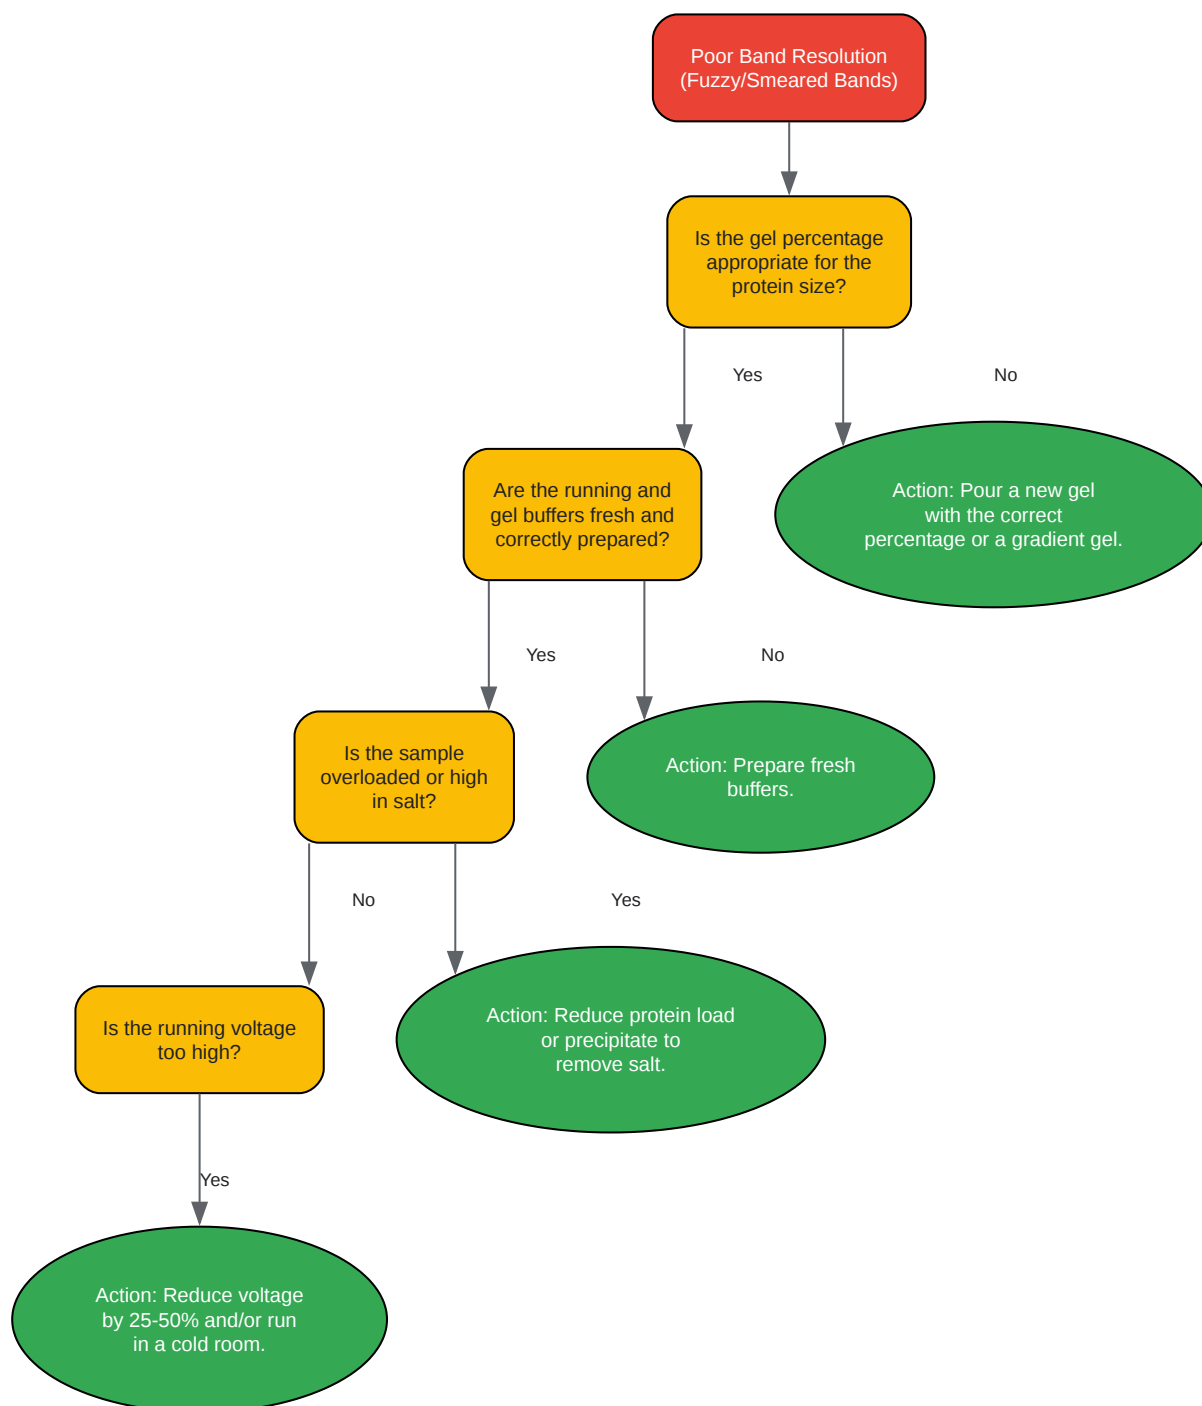 Poor Band Resolution
(Fuzzy/Smeared Bands)
Is the gel percentage
appropriate for the
protein size?
Yes
No
Are the running and
gel buffers fresh and
correctly prepared?
Action: Pour a new gel
with the correct
percentage or a gradient gel.
Yes
No
Is the sample
overloaded or high
in salt?
Action: Prepare fresh
buffers.
No
Yes
Is the running voltage
too high?
Action: Reduce protein load
or precipitate to
remove salt.
Yes
Action: Reduce voltage
by 25-50% and/or run
in a cold room.